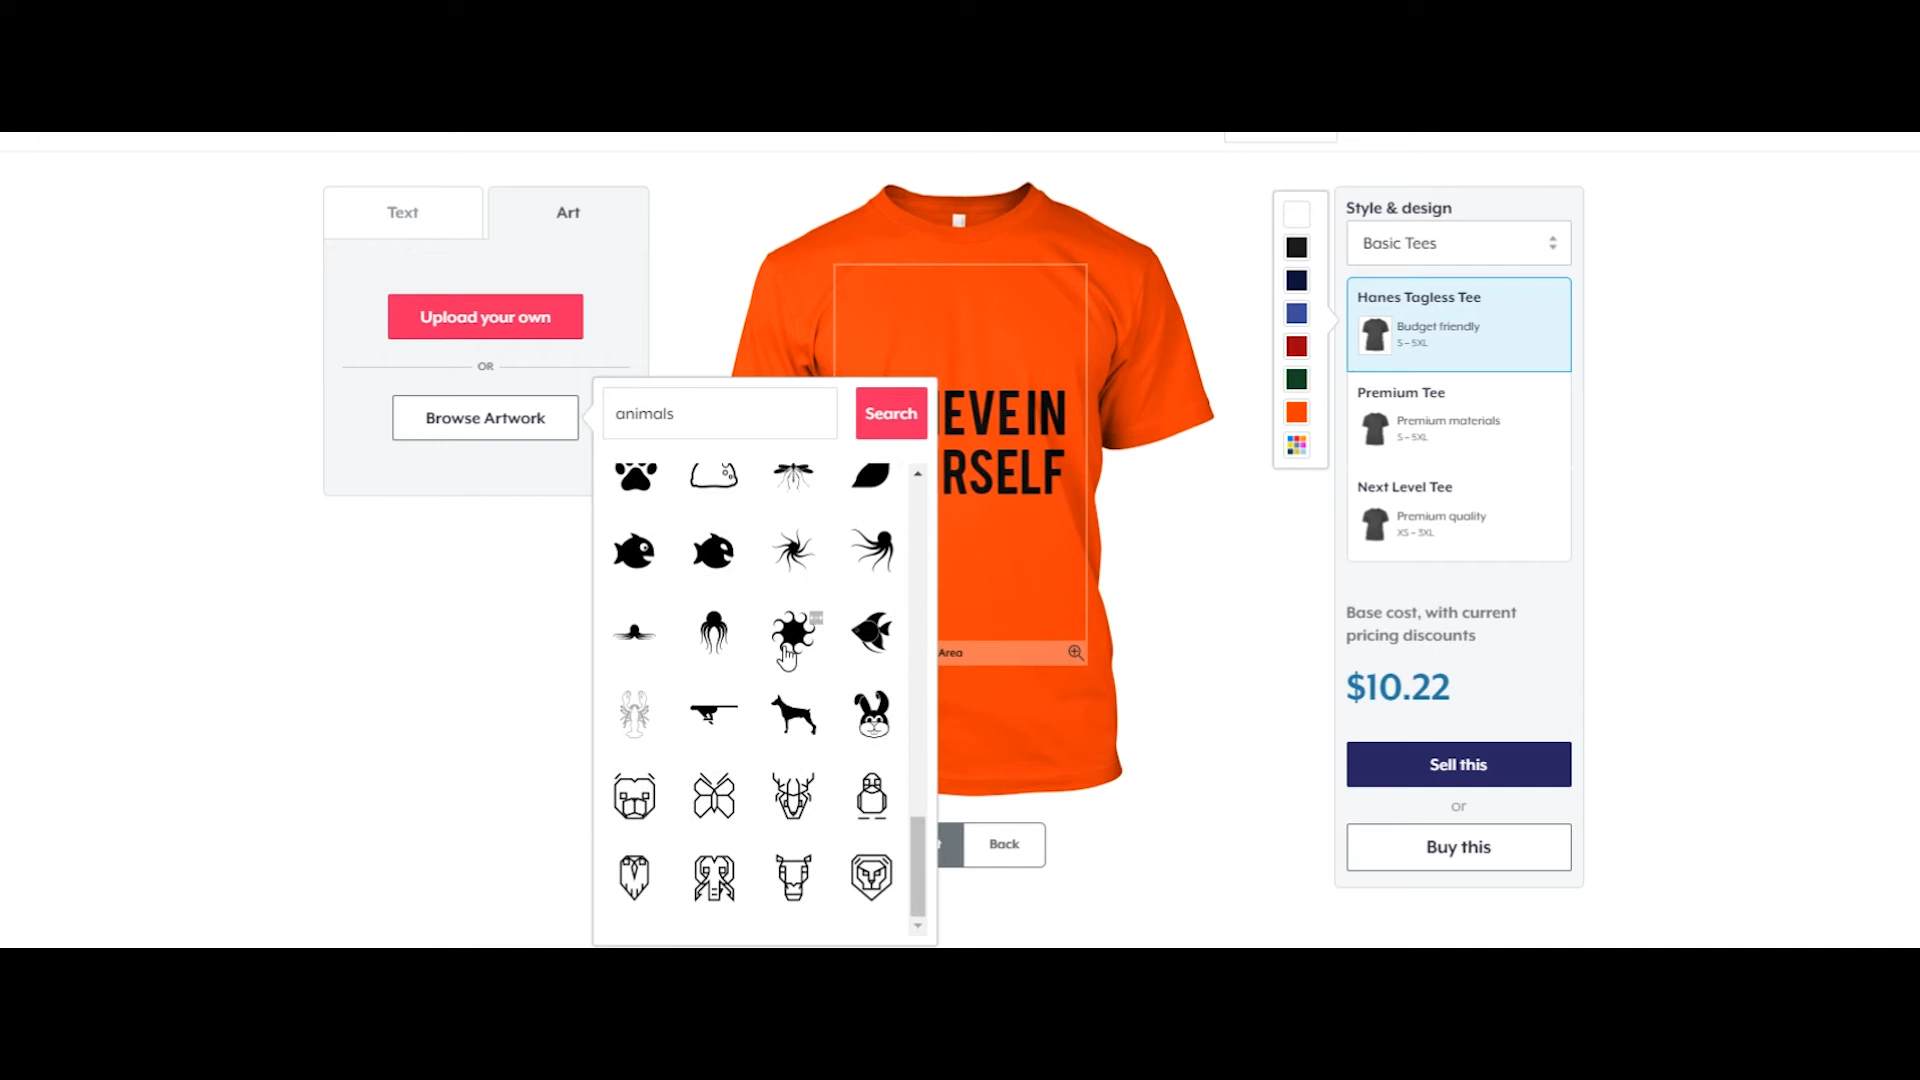 Text
Art
Upload your own
OR
Browse Artwork
animals
Search
EVE IN
RSELF
Area
Back
Style & design
Basic Tees
Hanes Tagless Tee
Budget friendly
S – 5XL
Premium Tee
Premium materials
S – 5XL
Next Level Tee
Premium quality
XS – 3XL
Base cost, with current
pricing discounts
$10.22
Sell this
or
Buy this